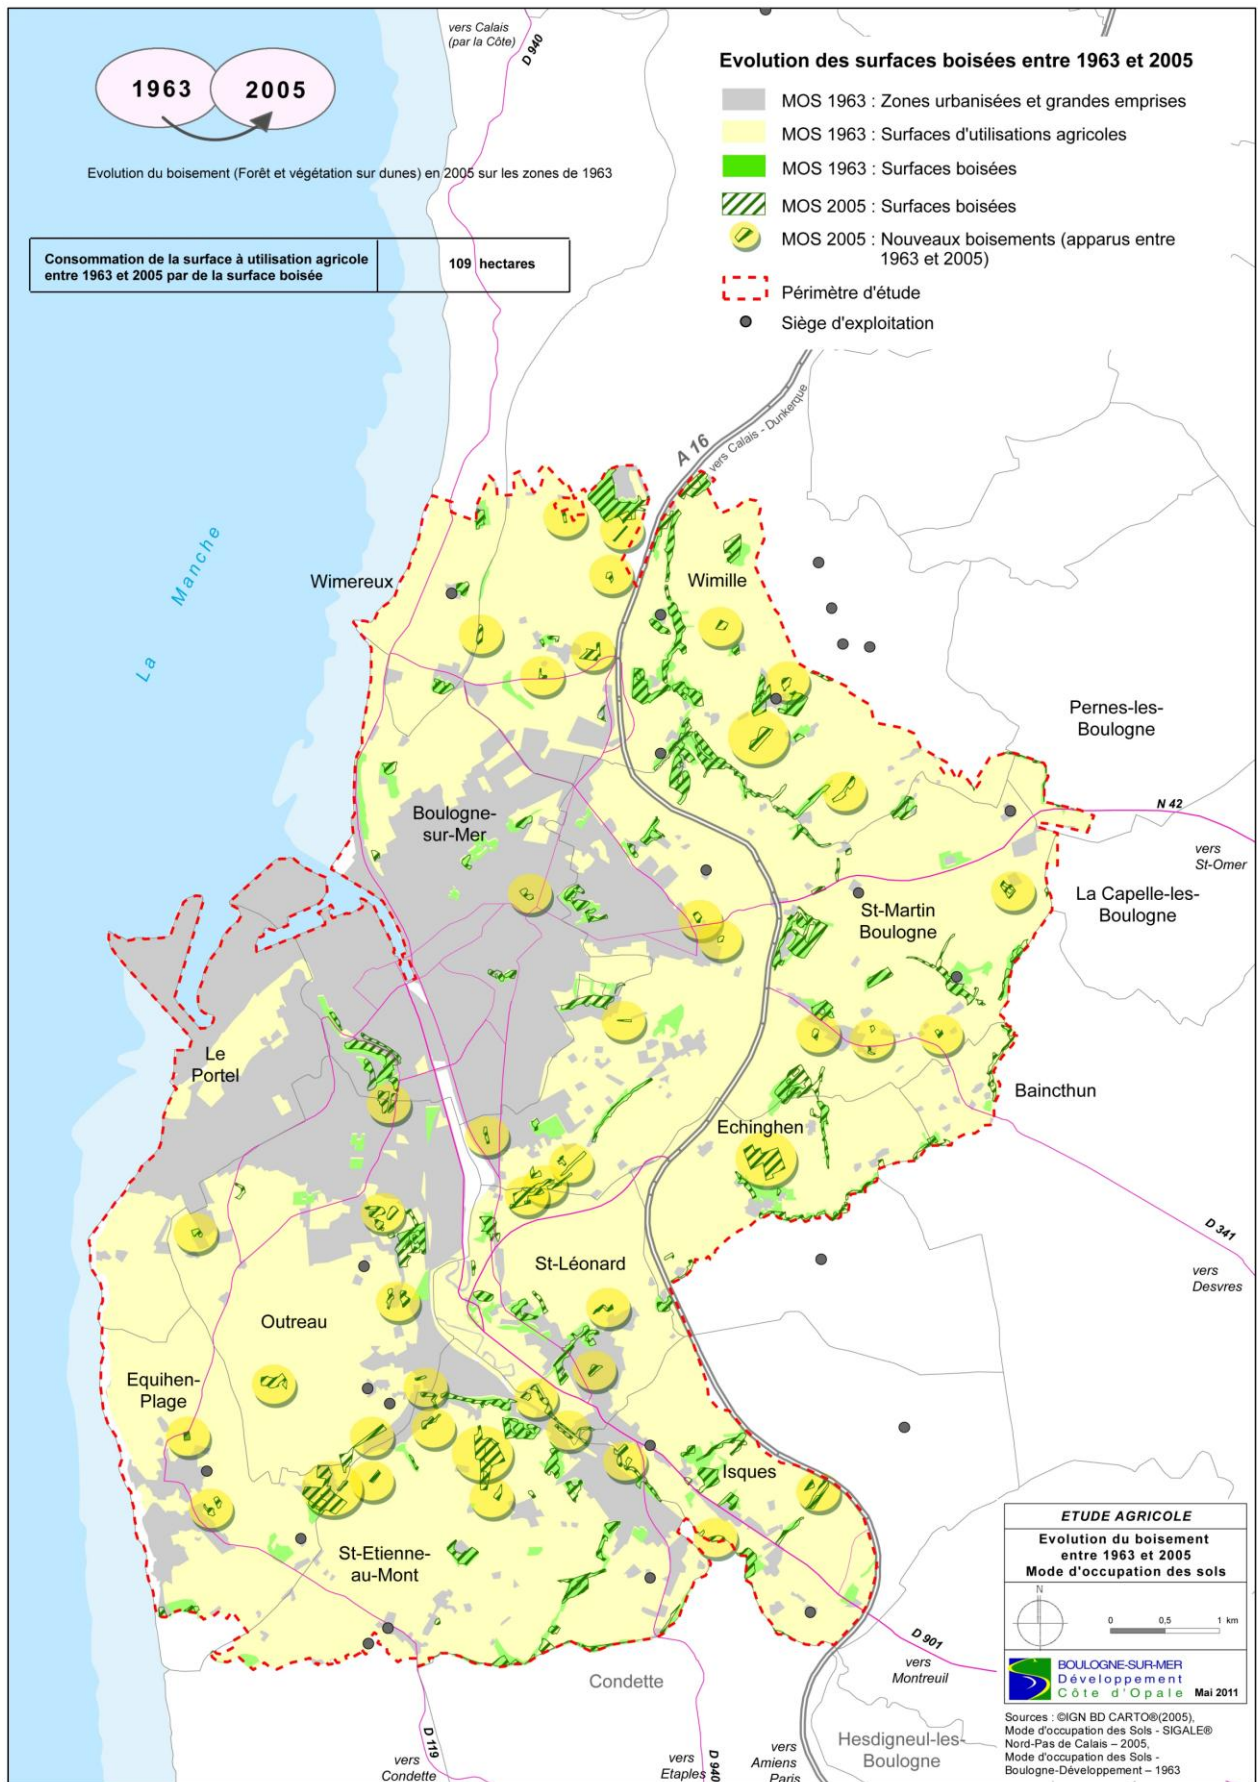 vers Calais
(par la Côte)
D 940
1963
2005
Evolution du boisement (Forêt et végétation sur dunes) en 2005 sur les zones de 1963
Consommation de la surface à utilisation agricole
entre 1963 et 2005 par de la surface boisée
109 hectares
Evolution des surfaces boisées entre 1963 et 2005
MOS 1963 : Zones urbanisées et grandes emprises
MOS 1963 : Surfaces d'utilisations agricoles
MOS 1963 : Surfaces boisées
MOS 2005 : Surfaces boisées
MOS 2005 : Nouveaux boisements (apparus entre
1963 et 2005)
Périmètre d'étude
Siège d'exploitation
A 16
vers Calais - Dunkerque
La Manche
Wimereux
Wimille
Pernes-les-
Boulogne
N 42
vers
St-Omer
Boulogne-
sur-Mer
La Capelle-les-
Boulogne
St-Martin
Boulogne
Le
Portel
Baincthun
Echinghen
D 341
vers
Desvres
St-Léonard
Outreau
Equihen-
Plage
Isques
St-Etienne-
au-Mont
D 901
vers
Montreuil
Condette
Hesdigneul-les-
Boulogne
D 119
vers
Condette
vers
Etaples
D 940
vers
Amiens
Paris
ETUDE AGRICOLE
Evolution du boisement
entre 1963 et 2005
Mode d'occupation des sols
N
0 0,5 1 km
BOULOGNE-SUR-MER
Développement
Côte d'Opale
Mai 2011
Sources : ©IGN BD CARTO®(2005),
Mode d'occupation des Sols - SIGALE®
Nord-Pas de Calais – 2005,
Mode d'occupation des Sols -
Boulogne-Développement – 1963